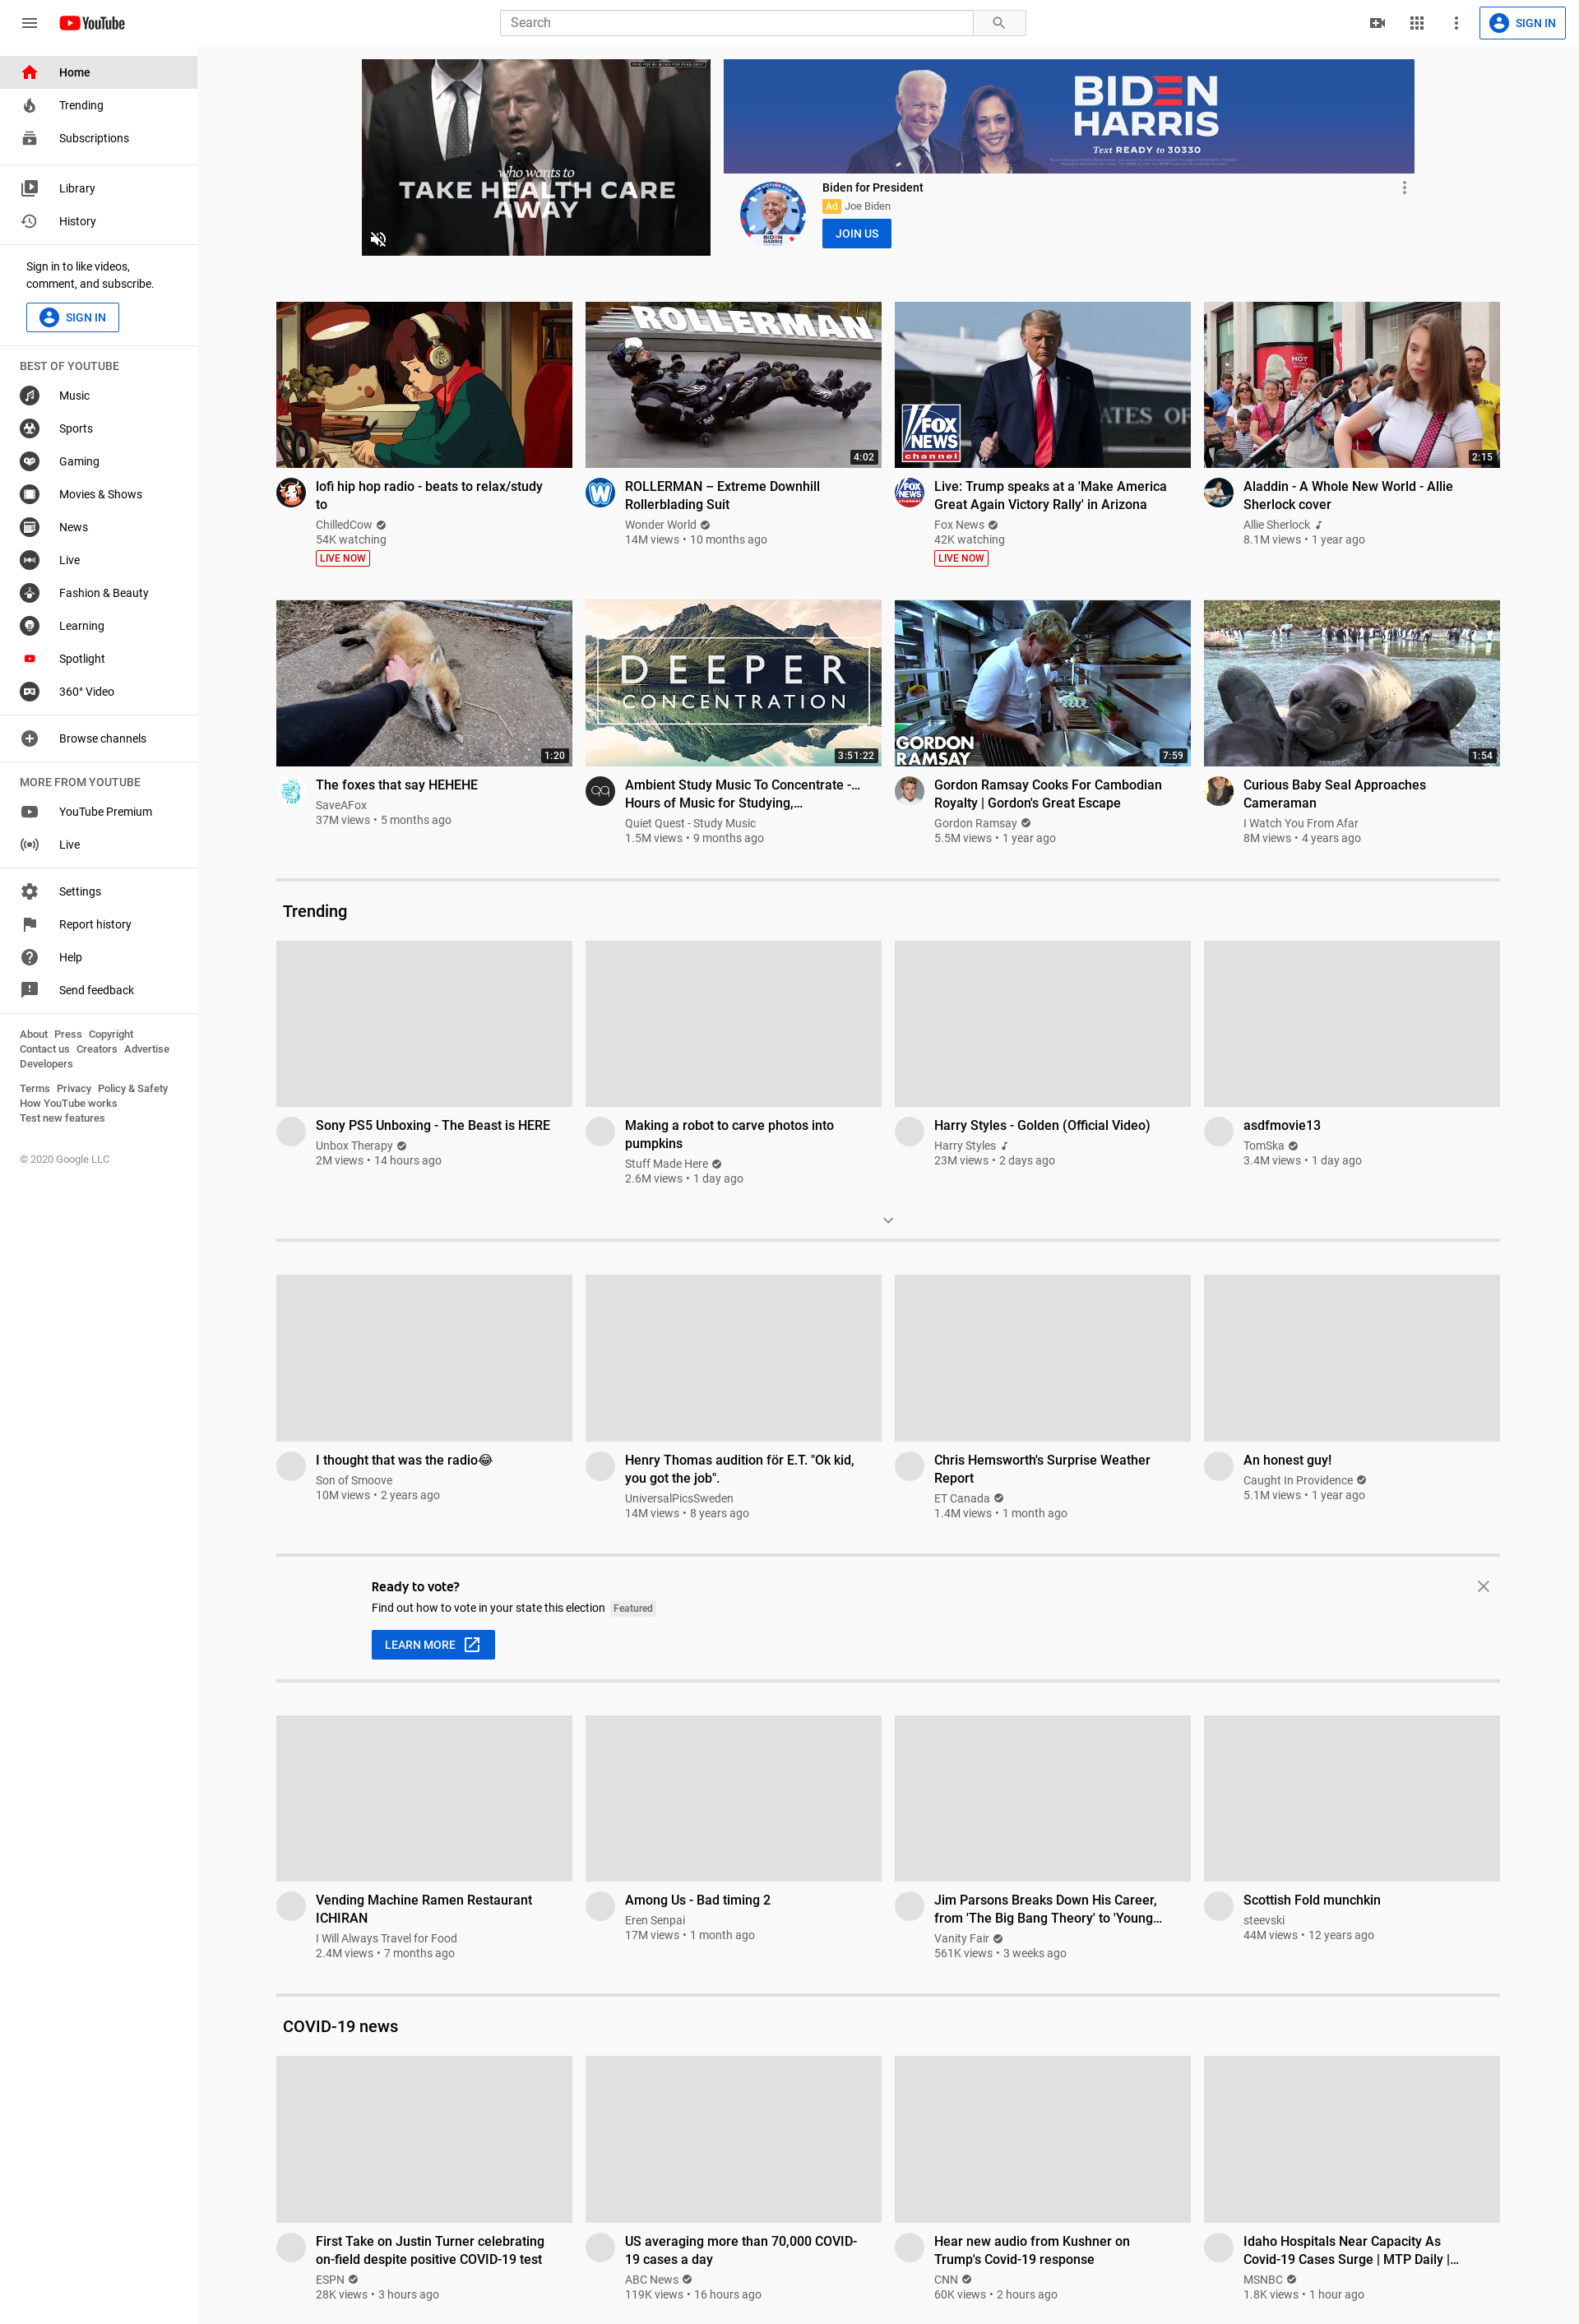 YouTube
Search
SIGN IN
Home
Trending
Subscriptions
Library
History
Sign in to like videos,
comment, and subscribe.
SIGN IN
BEST OF YOUTUBE
Music
Sports
Gaming
Movies & Shows
News
Live
Fashion & Beauty
Learning
Spotlight
360° Video
Browse channels
MORE FROM YOUTUBE
YouTube Premium
Live
Settings
Report history
Help
Send feedback
About Press Copyright
Contact us Creators Advertise
Developers
Terms Privacy Policy & Safety
How YouTube works
Test new features
© 2020 Google LLC
PAID FOR BY BIDEN FOR PRESIDENT
who wants to
TAKE HEALTH CARE
AWAY
BIDEN
HARRIS
Text READY to 30330
Biden for President
Ad Joe Biden
JOIN US
ROLLERMAN
4:02
FOX
NEWS
channel
HOT
2:15
lofi hip hop radio - beats to relax/study
to
ChilledCow
54K watching
LIVE NOW
ROLLERMAN – Extreme Downhill
Rollerblading Suit
Wonder World
14M views • 10 months ago
Live: Trump speaks at a 'Make America
Great Again Victory Rally' in Arizona
Fox News
42K watching
LIVE NOW
Aladdin - A Whole New World - Allie
Sherlock cover
Allie Sherlock
8.1M views • 1 year ago
1:20
DEEPER
CONCENTRATION
3:51:22
GORDON
RAMSAY
7:59
1:54
The foxes that say HEHEHE
SaveAFox
37M views • 5 months ago
Ambient Study Music To Concentrate -...
Hours of Music for Studying,...
Quiet Quest - Study Music
1.5M views • 9 months ago
Gordon Ramsay Cooks For Cambodian
Royalty | Gordon's Great Escape
Gordon Ramsay
5.5M views • 1 year ago
Curious Baby Seal Approaches
Cameraman
I Watch You From Afar
8M views • 4 years ago
Trending
Sony PS5 Unboxing - The Beast is HERE
Unbox Therapy
2M views • 14 hours ago
Making a robot to carve photos into
pumpkins
Stuff Made Here
2.6M views • 1 day ago
Harry Styles - Golden (Official Video)
Harry Styles
23M views • 2 days ago
asdfmovie13
TomSka
3.4M views • 1 day ago
I thought that was the radio😂
Son of Smoove
10M views • 2 years ago
Henry Thomas audition för E.T. "Ok kid,
you got the job".
UniversalPicsSweden
14M views • 8 years ago
Chris Hemsworth's Surprise Weather
Report
ET Canada
1.4M views • 1 month ago
An honest guy!
Caught In Providence
5.1M views • 1 year ago
Ready to vote?
Find out how to vote in your state this election Featured
LEARN MORE
Vending Machine Ramen Restaurant
ICHIRAN
I Will Always Travel for Food
2.4M views • 7 months ago
Among Us - Bad timing 2
Eren Senpai
17M views • 1 month ago
Jim Parsons Breaks Down His Career,
from 'The Big Bang Theory' to 'Young...
Vanity Fair
561K views • 3 weeks ago
Scottish Fold munchkin
steevski
44M views • 12 years ago
COVID-19 news
First Take on Justin Turner celebrating
on-field despite positive COVID-19 test
ESPN
28K views • 3 hours ago
US averaging more than 70,000 COVID-
19 cases a day
ABC News
119K views • 16 hours ago
Hear new audio from Kushner on
Trump's Covid-19 response
CNN
60K views • 2 hours ago
Idaho Hospitals Near Capacity As
Covid-19 Cases Surge | MTP Daily |...
MSNBC
1.8K views • 1 hour ago